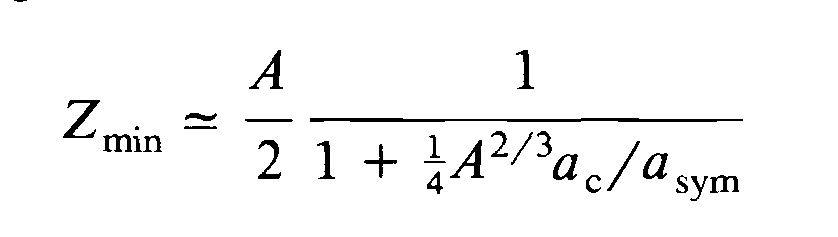 Z_min ≃ A/2 1/(1 + 1/4 A^2/3 a_c/a_sym)